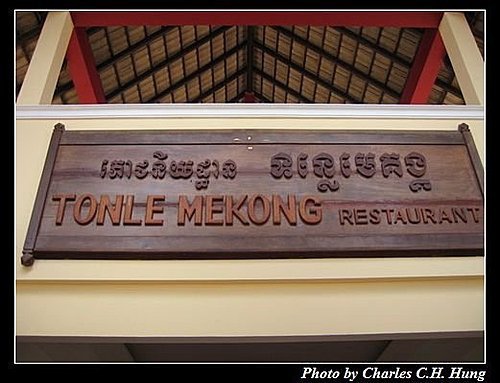 ភោជនីយដ្ឋាន ទន្លេមេគង្គ
TONLE MEKONG RESTAURANT
Photo by Charles C.H. Hung